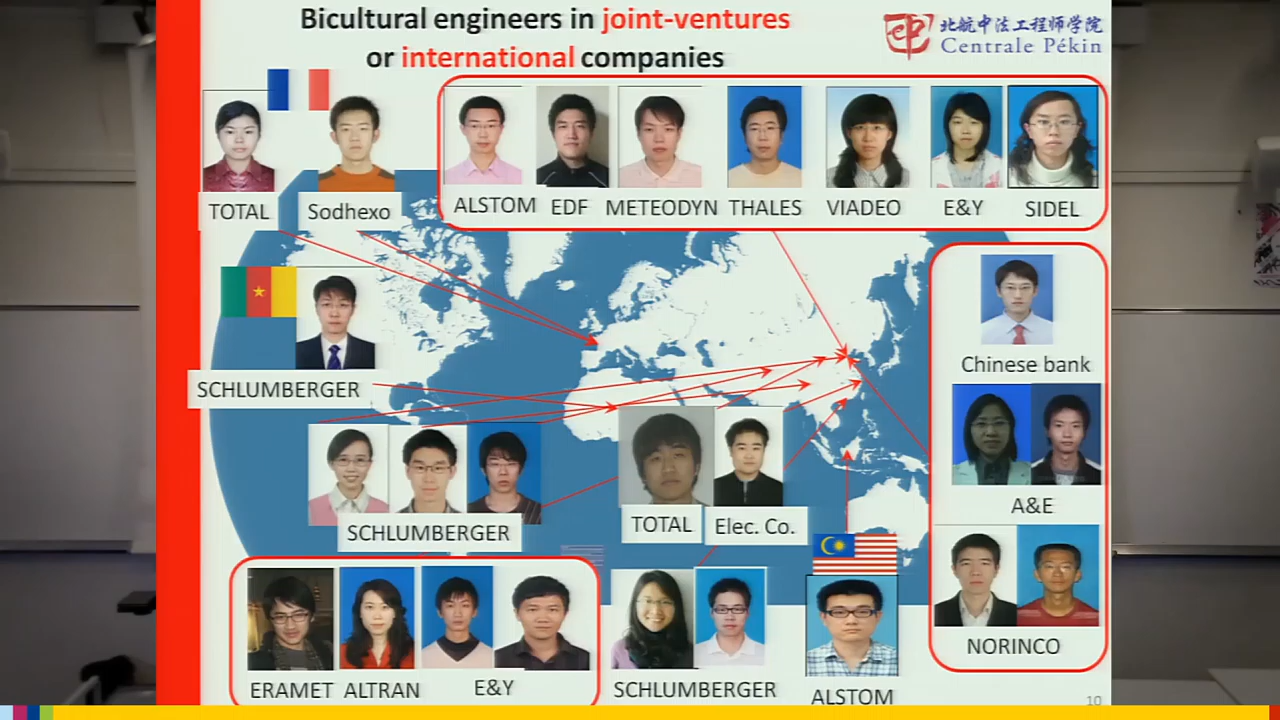 Bicultural engineers in joint-ventures
or international companies
北航中法工程师学院
Centrale Pékin
TOTAL
Sodhexo
ALSTOM
EDF
METEODYN
THALES
VIADEO
E&Y
SIDEL
SCHLUMBERGER
Chinese bank
A&E
SCHLUMBERGER
TOTAL
Elec. Co.
NORINCO
ERAMET
ALTRAN
E&Y
SCHLUMBERGER
ALSTOM
10